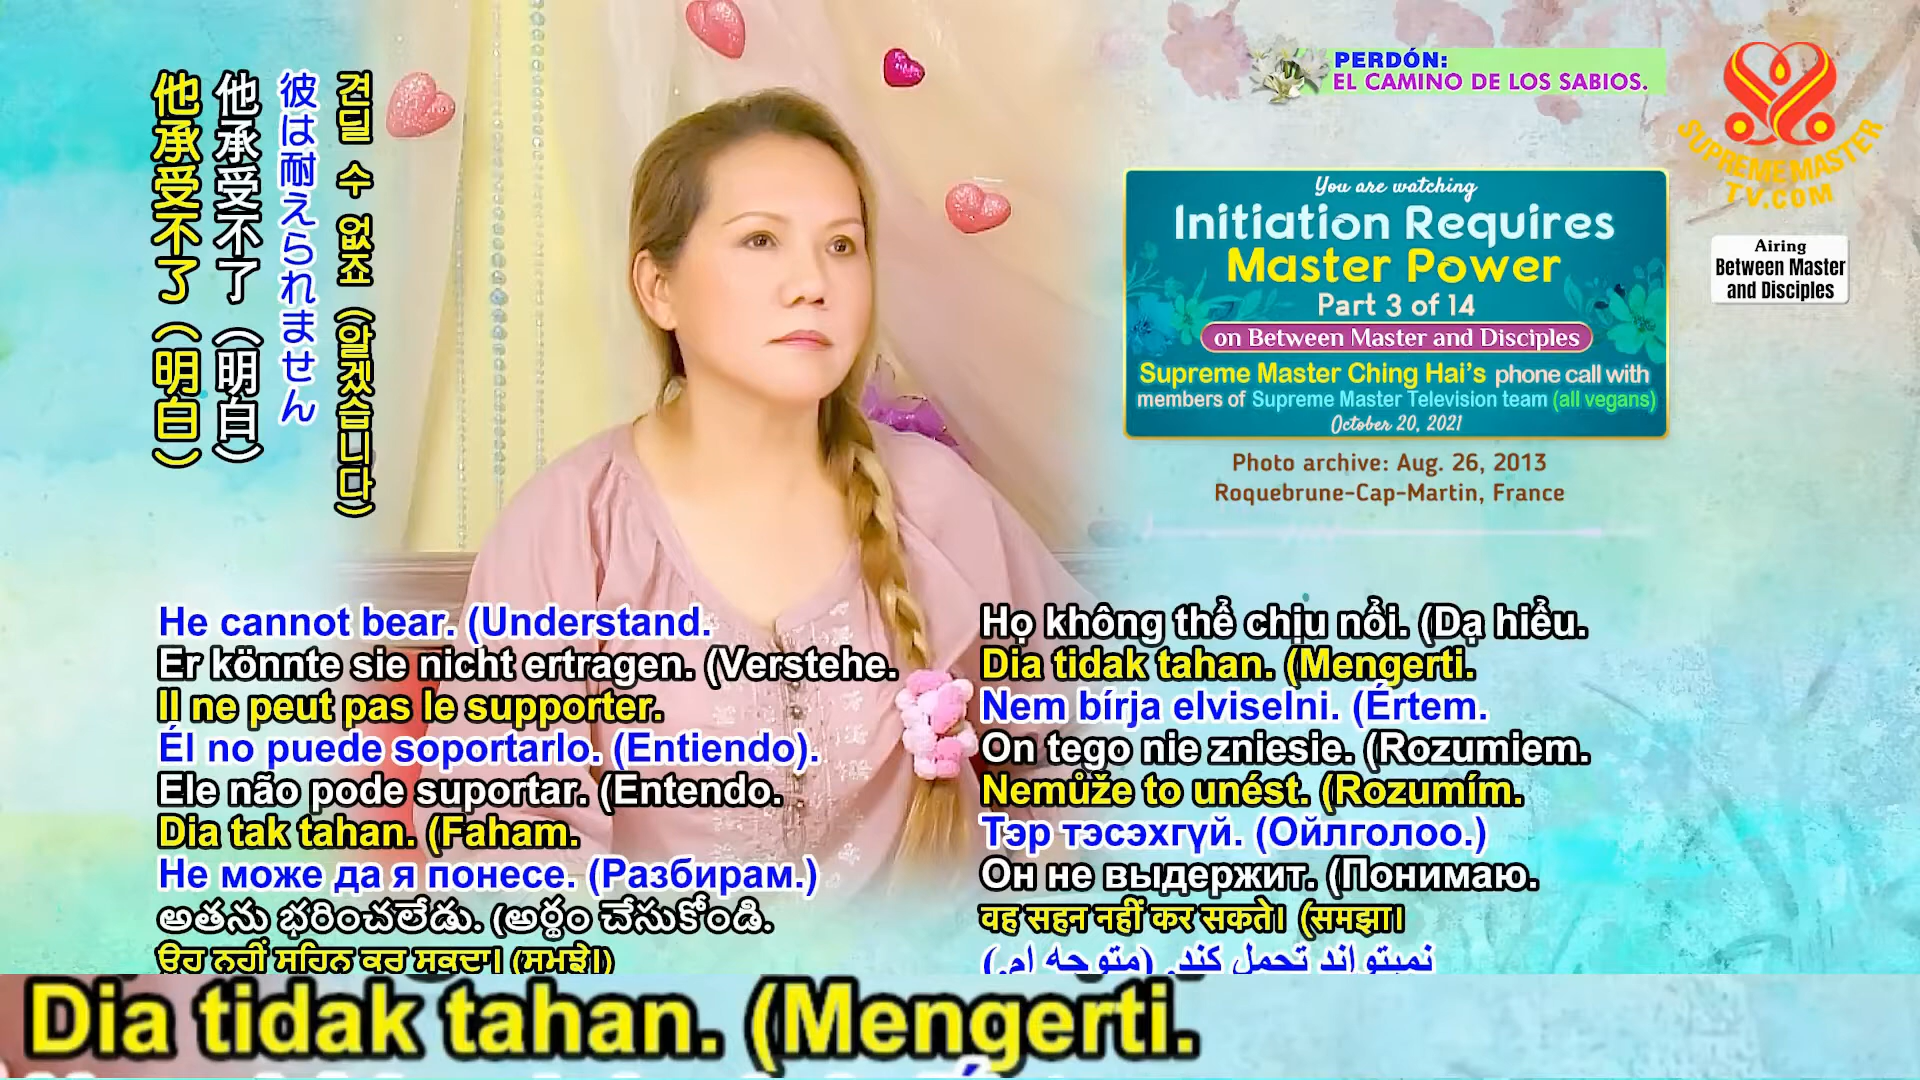 他承受不了（明白）
他承受不了（明白）
彼は耐えられません
견딜 수 없죠 (알겠습니다)
PERDÓN:
EL CAMINO DE LOS SABIOS.
SUPREMEMASTER
TV.COM
You are watching
Initiation Requires
Master Power
Part 3 of 14
on Between Master and Disciples
Supreme Master Ching Hai's phone call with
members of Supreme Master Television team (all vegans)
October 20, 2021
Airing
Between Master
and Disciples
Photo archive: Aug. 26, 2013
Roquebrune-Cap-Martin, France
He cannot bear. (Understand.
Er könnte sie nicht ertragen. (Verstehe.
Il ne peut pas le supporter.
Él no puede soportarlo. (Entiendo).
Ele não pode suportar. (Entendo.
Dia tak tahan. (Faham.
Не може да я понесе. (Разбирам.)
అతను భరించలేడు. (అర్థం చేసుకోండి.
ਉਹ ਨਹੀਂ ਸਹਿਨ ਕਰ ਸਕਦਾ। (ਸਮਝੇ।)
Họ không thể chịu nổi. (Dạ hiểu.
Dia tidak tahan. (Mengerti.
Nem bírja elviselni. (Értem.
On tego nie zniesie. (Rozumiem.
Nemůže to unést. (Rozumím.
Тэр тэсэхгүй. (Ойлголоо.)
Он не выдержит. (Понимаю.
वह सहन नहीं कर सकते। (समझा।
نمیتواند تحمل کند. (متوجه ام.)
Dia tidak tahan. (Mengerti.